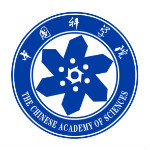 中国科学院
THE CHINESE ACADEMY OF SCIENCES